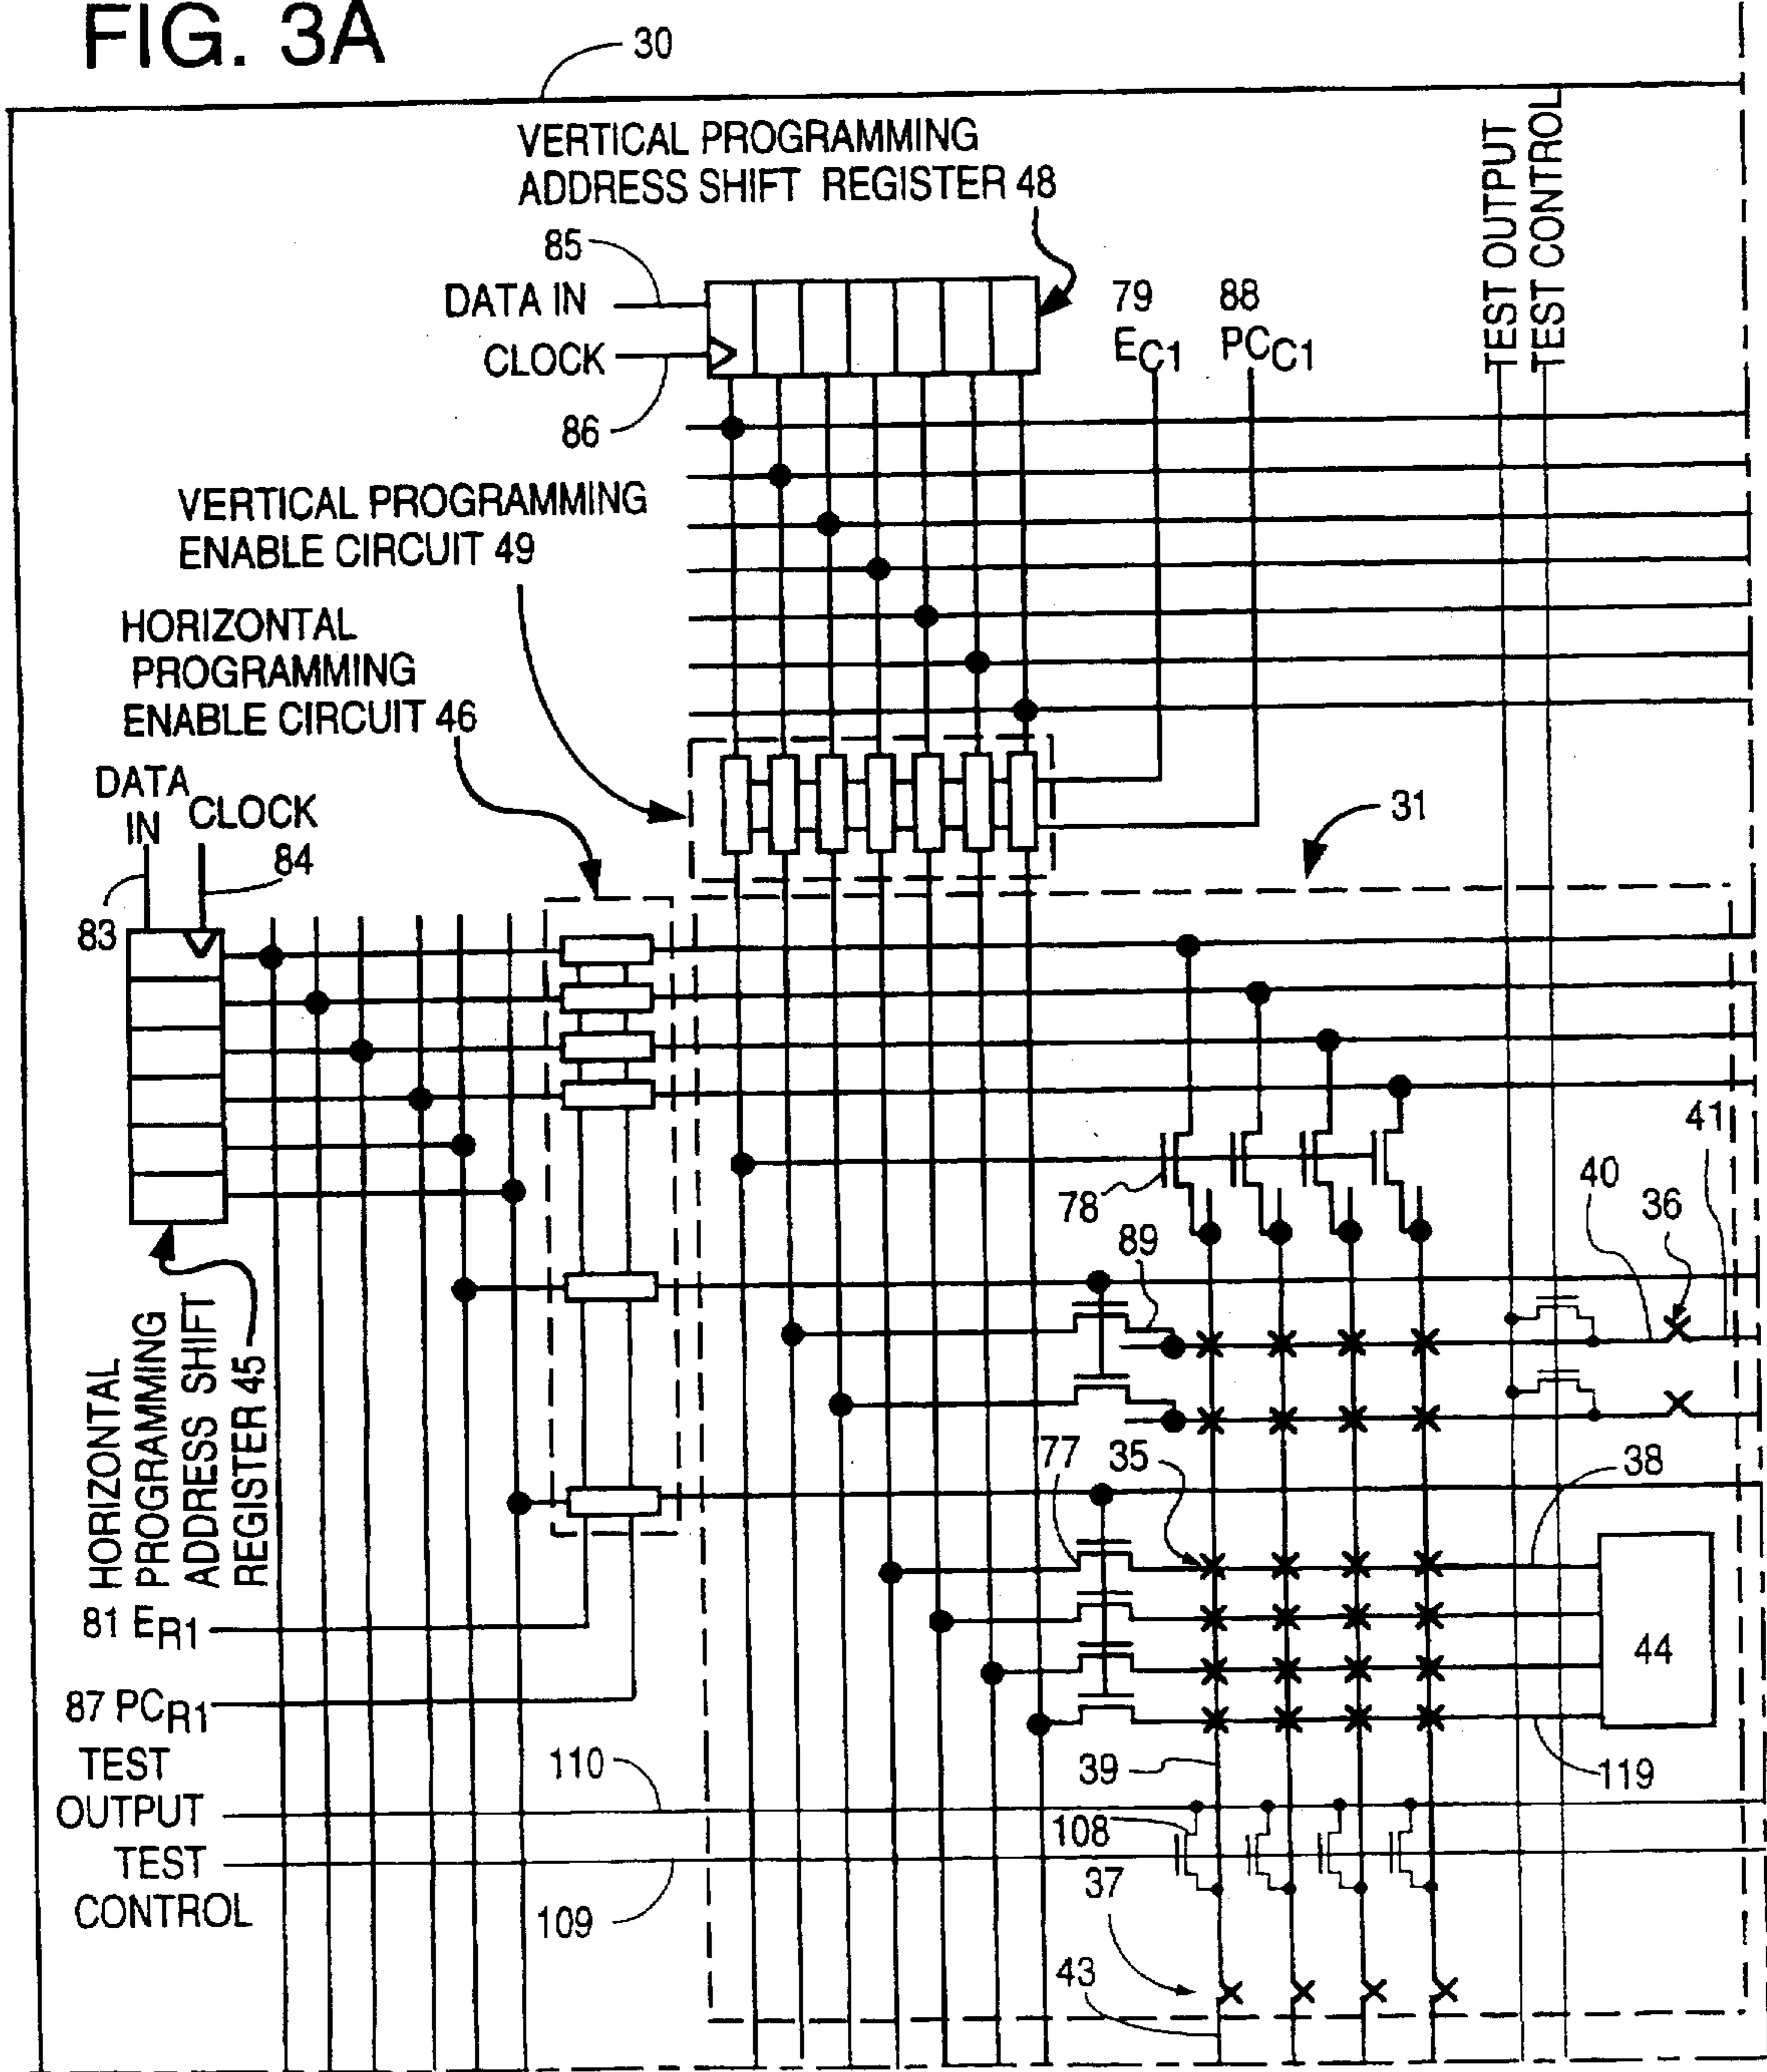 FIG. 3A
30
VERTICAL PROGRAMMING
ADDRESS SHIFT REGISTER 48
TEST OUTPUT
TEST CONTROL
85
DATA IN
CLOCK
86
79
EC1
88
PCC1
VERTICAL PROGRAMMING
ENABLE CIRCUIT 49
HORIZONTAL
PROGRAMMING
ENABLE CIRCUIT 46
DATA
IN
CLOCK
84
83
31
41
40
36
78
89
HORIZONTAL
PROGRAMMING
ADDRESS SHIFT
REGISTER 45
77
35
38
44
81 ER1
87 PCR1
TEST
OUTPUT
110
39
119
108
TEST
CONTROL
109
37
43